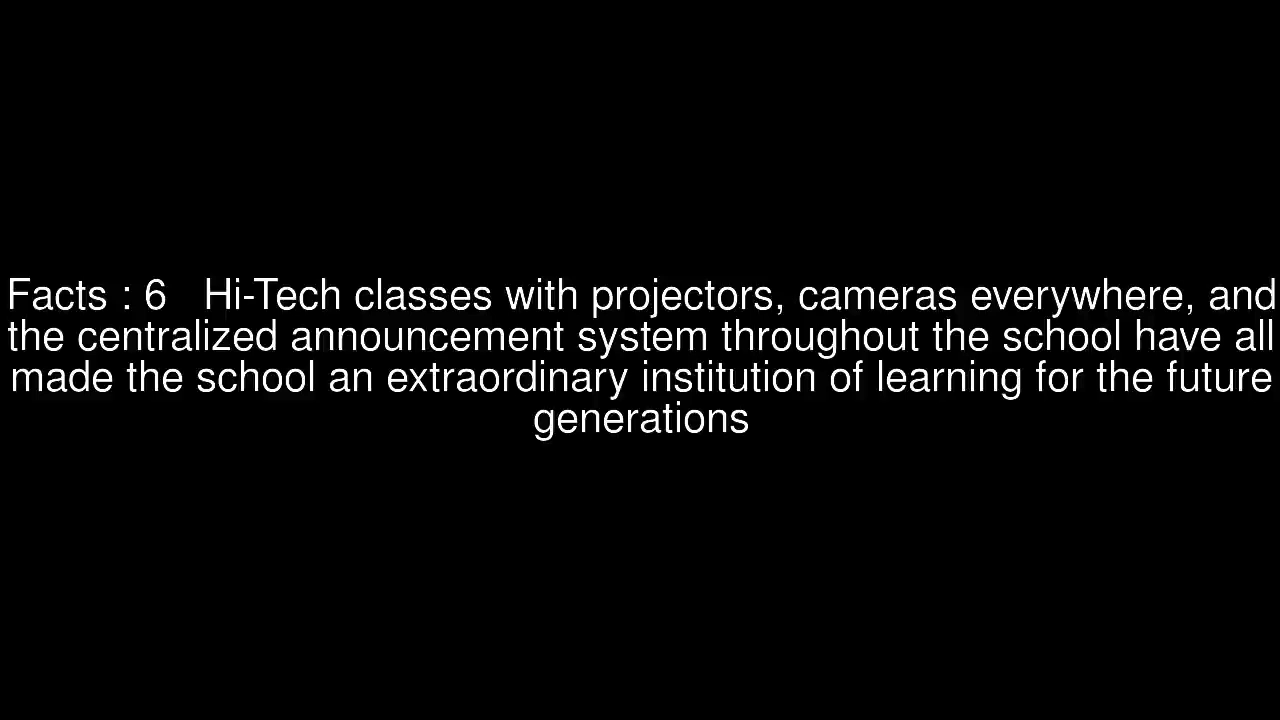 Facts : 6   Hi-Tech classes with projectors, cameras everywhere, and
the centralized announcement system throughout the school have all
made the school an extraordinary institution of learning for the future
generations